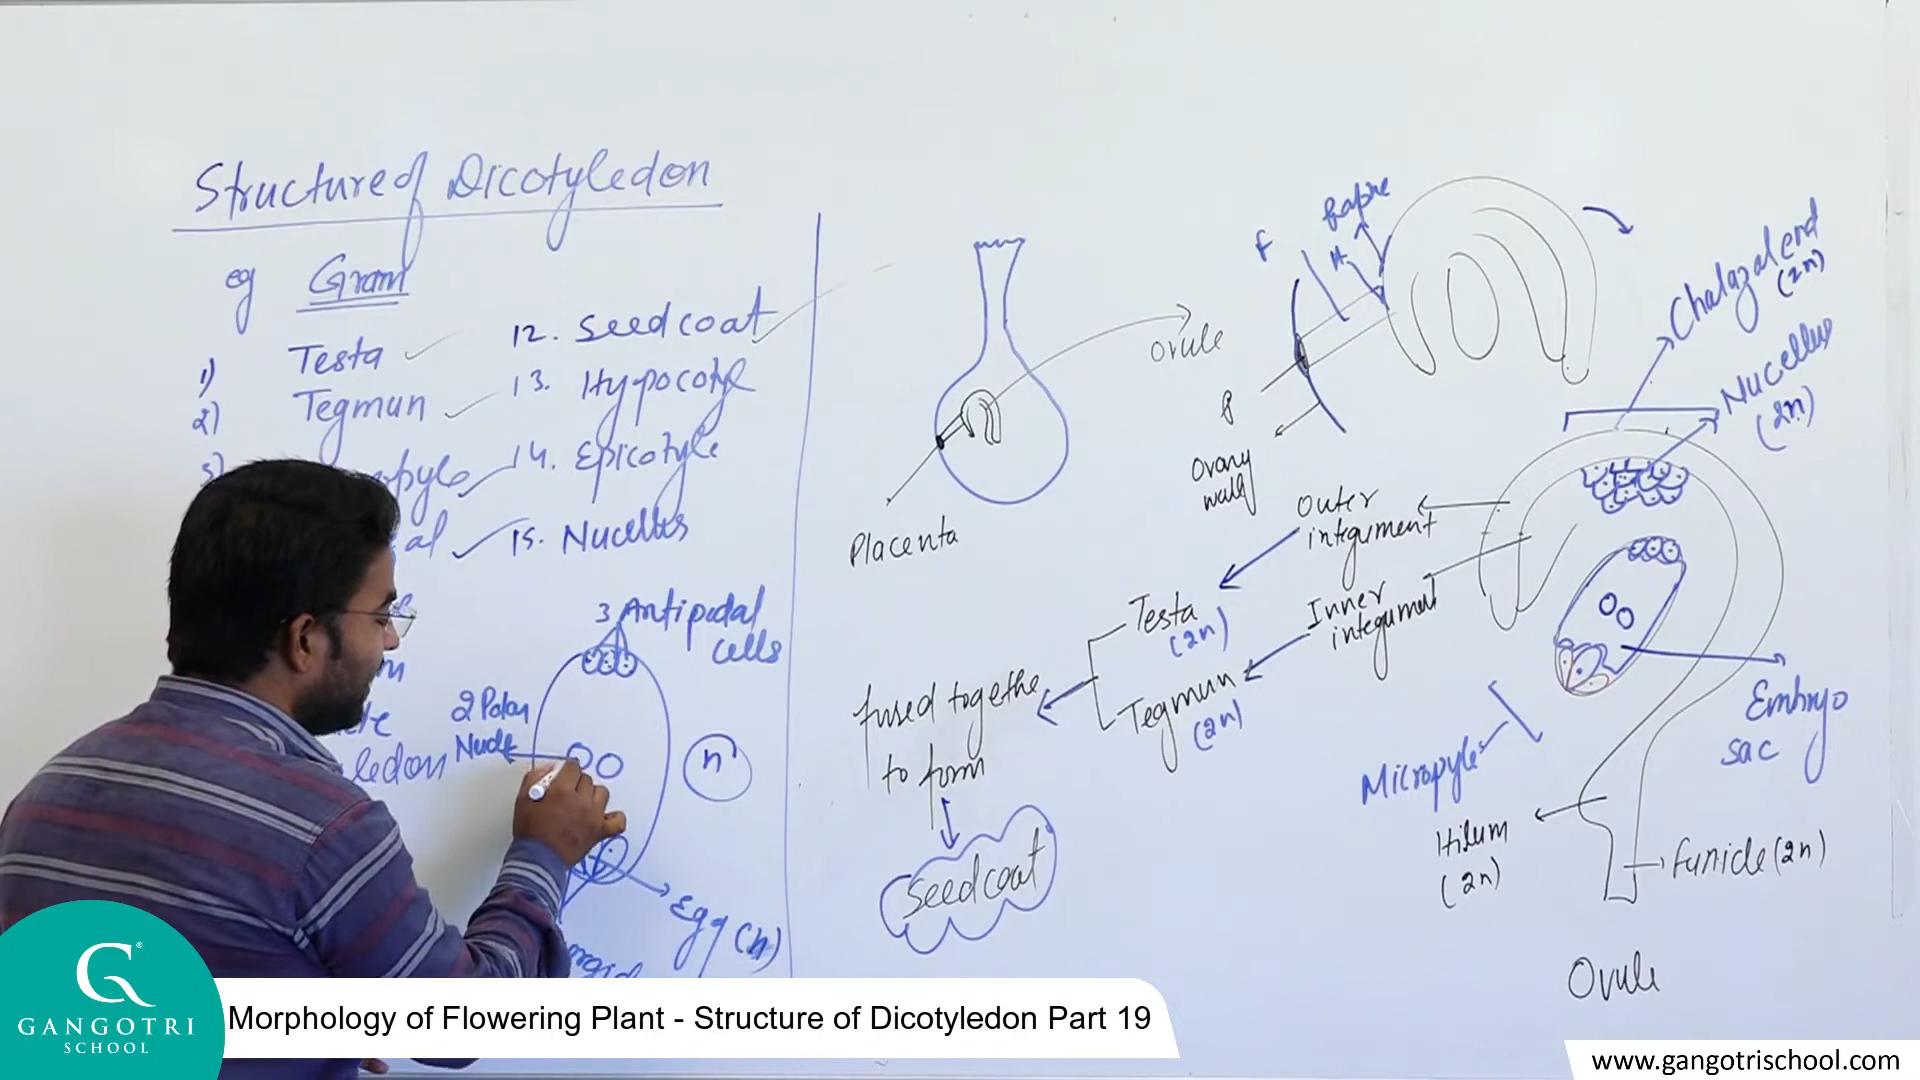 Structure of Dicotyledon
eg Gram
1) Testa
2) Tegmun
12. Seed coat
13. Hypocotyl
14. Epicotyle
15. Nucellus
3 Antipodal
cells
2 Polar
n
Egg (n)
Placenta
Ovule
F
H
Raphe
P
Ovary
wall
Outer
integument
Inner
integument
Testa
(2n)
Tegmun
(2n)
fused togethe
to form
Seed coat
Chalazal end
(2n)
Nucellus
(2n)
Embryo
sac
Micropyle
Hilum
(2n)
Funicle (2n)
Ovule
G
GANGOTRI
SCHOOL
Morphology of Flowering Plant - Structure of Dicotyledon Part 19
www.gangotrischool.com